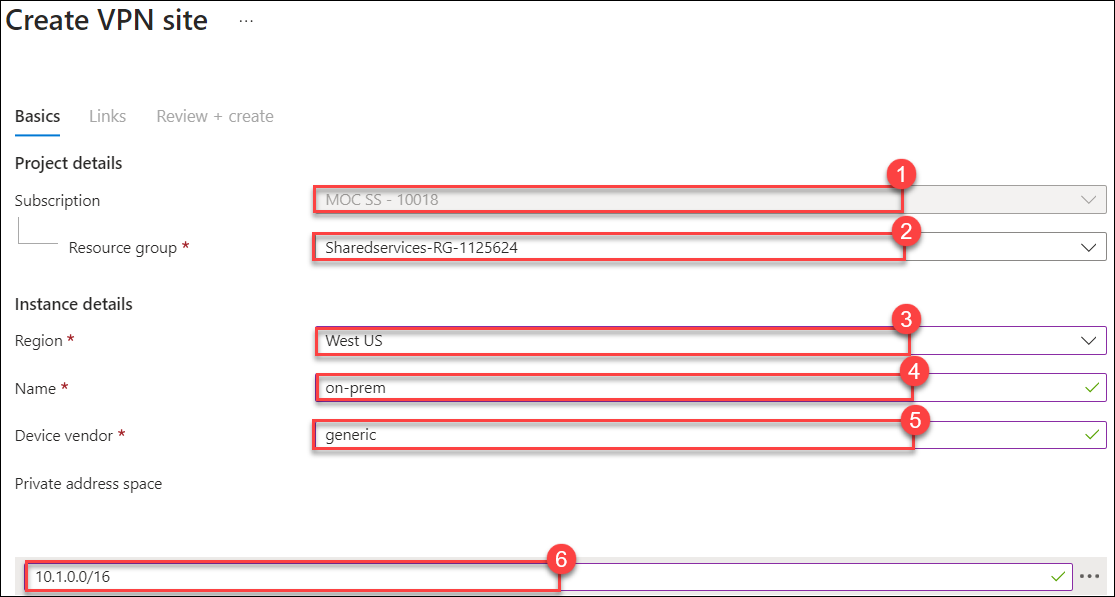 Create VPN site ...
Basics Links Review + create
Project details
1
Subscription MOC SS - 10018
2
Resource group * Sharedservices-RG-1125624
Instance details
3
Region * West US
4
Name * on-prem
5
Device vendor * generic
Private address space
6
10.1.0.0/16 ...